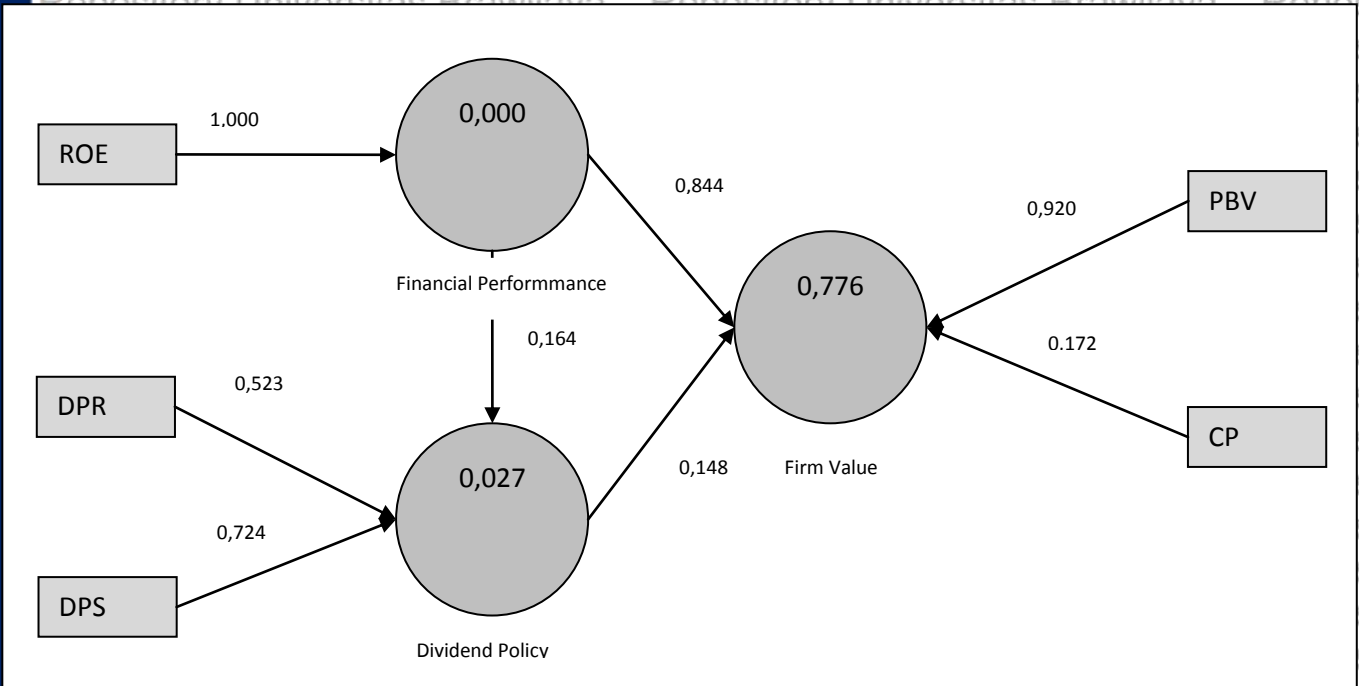 0,000
1,000
ROE
0,844
PBV
0,920
Financial Performmance
0,776
0,164
0.172
DPR
0,523
CP
0,027
0,148
Firm Value
0,724
DPS
Dividend Policy